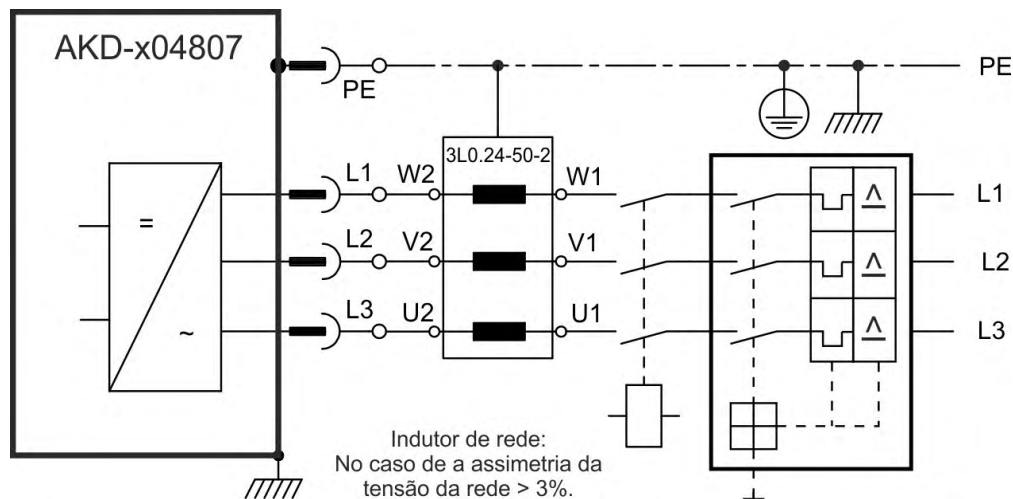 AKD-x04807
PE
PE
3L0.24-50-2
L1 W2 W1 L1
L2 V2 V1 L2
L3 U2 U1 L3
=
~
Indutor de rede:
No caso de a assimetria da
tensão da rede > 3%.